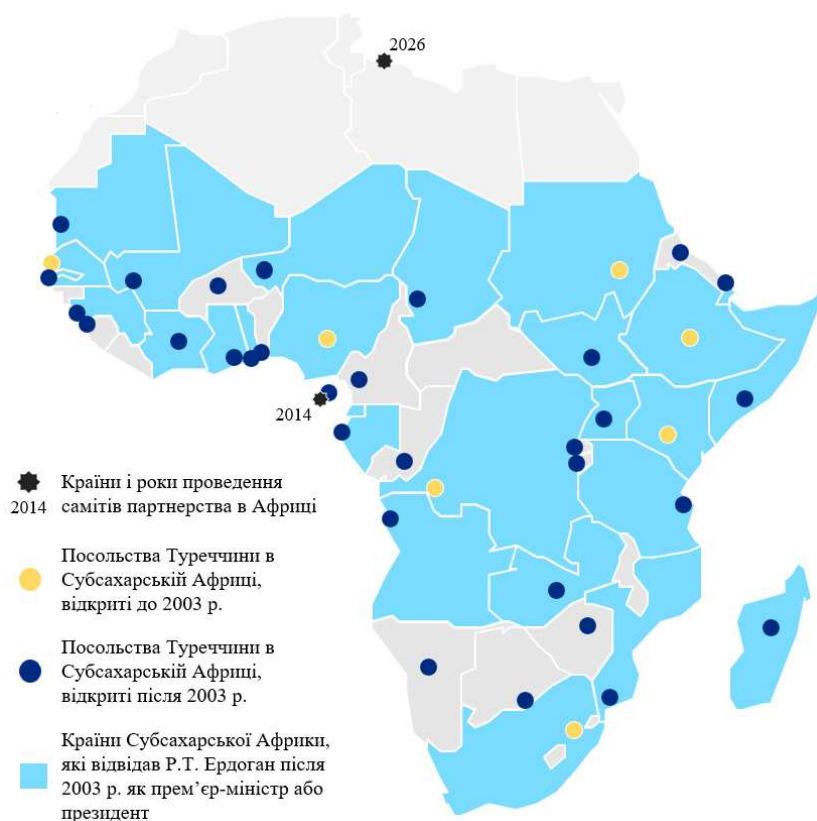 2026
2014
Країни і роки проведення
2014 самітів партнерства в Африці
Посольства Туреччини в
Субсахарській Африці,
відкриті до 2003 р.
Посольства Туреччини в
Субсахарській Африці,
відкриті після 2003 р.
Країни Субсахарської Африки,
які відвідав Р.Т. Ердоган після
2003 р. як прем’єр-міністр або
президент